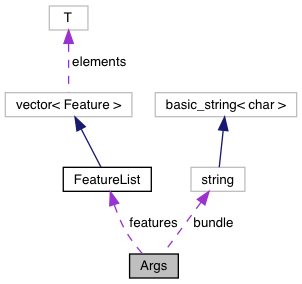 T
elements
vector< Feature >
basic_string< char >
FeatureList
string
features
bundle
Args